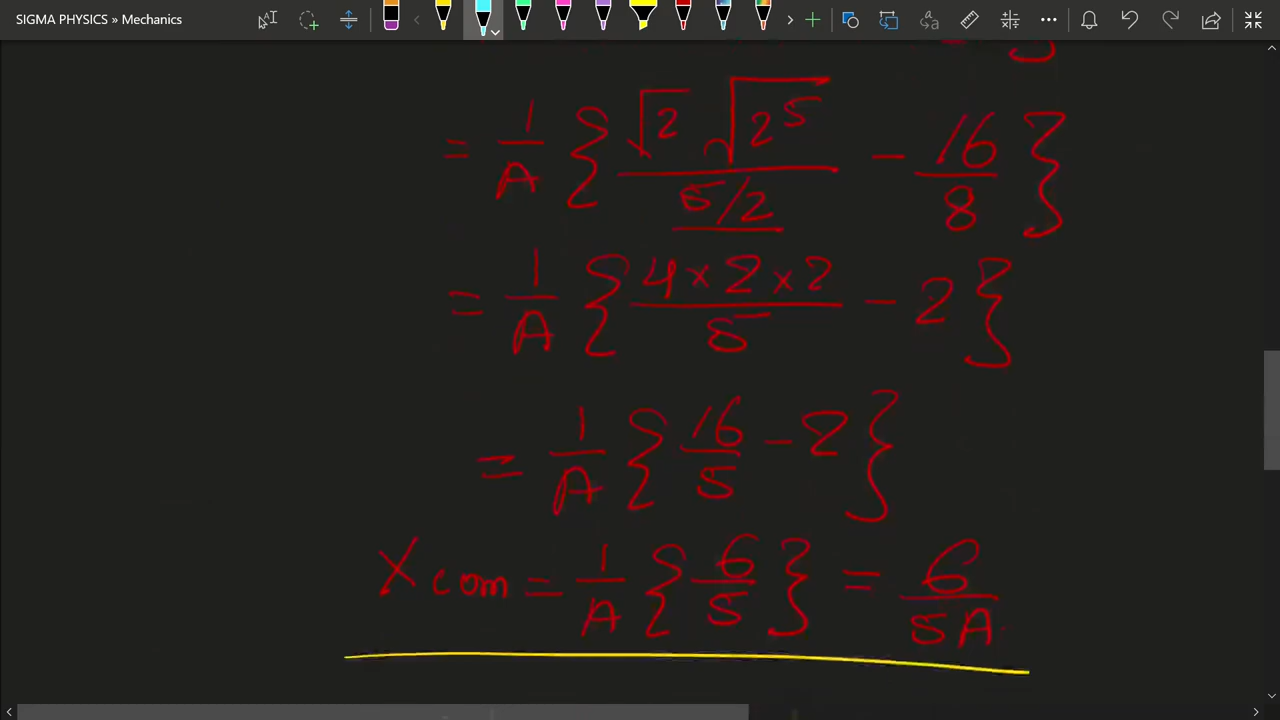 SIGMA PHYSICS » Mechanics
= 1/A { √2 √2^5 / 5/2 - 16/8 }
= 1/A { 4×2×2 / 5 - 2 }
= 1/A { 16/5 - 2 }
Xcom = 1/A { 6/5 } = 6/5A